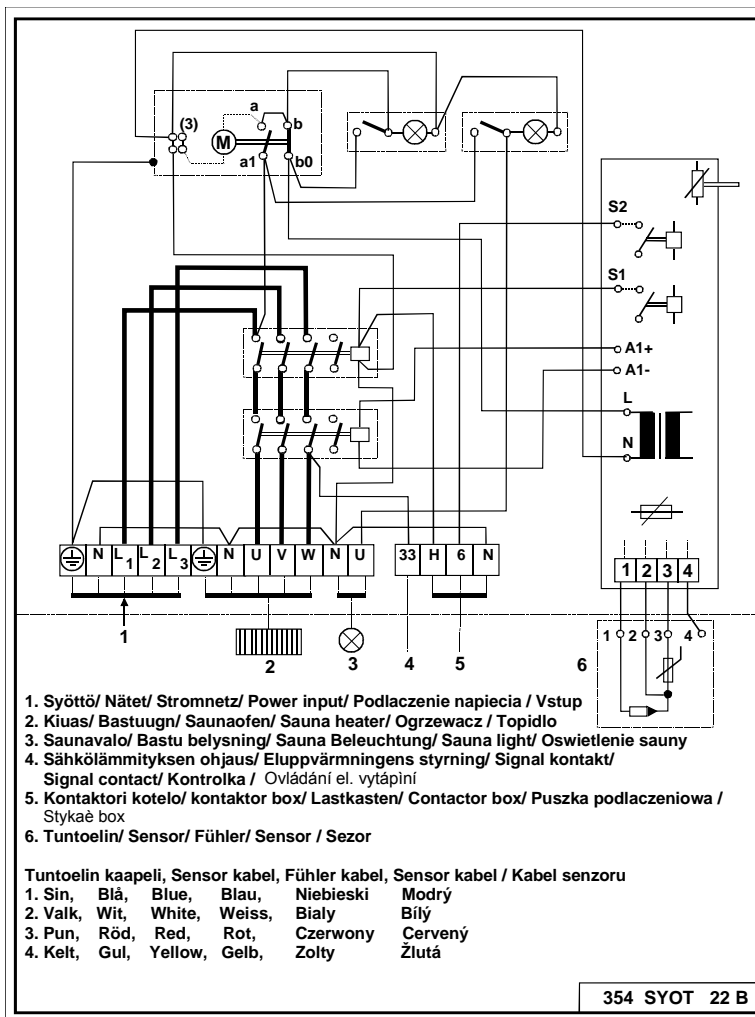 (3)
a
b
M
a1
b0
S2
S1
A1+
A1-
L
N
N L1 L2 L3 N U V W N U
33 H 6 N
1 2 3 4
1 2 3 4 5 6
1 2 3 4
1. Syöttö/ Nätet/ Stromnetz/ Power input/ Podlaczenie napiecia / Vstup
2. Kiuas/ Bastuugn/ Saunaofen/ Sauna heater/ Ogrzewacz / Topidlo
3. Saunavalo/ Bastu belysning/ Sauna Beleuchtung/ Sauna light/ Oswietlenie sauny
4. Sähkölämmityksen ohjaus/ Eluppvärmningens styrning/ Signal kontakt/
Signal contact/ Kontrolka / Ovládání el. vytápìní
5. Kontaktori kotelo/ kontaktor box/ Lastkasten/ Contactor box/ Puszka podlaczeniowa /
Stykaè box
6. Tuntoelin/ Sensor/ Fühler/ Sensor / Sezor
Tuntoelin kaapeli, Sensor kabel, Fühler kabel, Sensor kabel / Kabel senzoru
1. Sin, Blå, Blue, Blau, Niebieski Modrý
2. Valk, Wit, White, Weiss, Bialy Bílý
3. Pun, Röd, Red, Rot, Czerwony Cervený
4. Kelt, Gul, Yellow, Gelb, Zolty Žlutá
354 SYOT 22 B